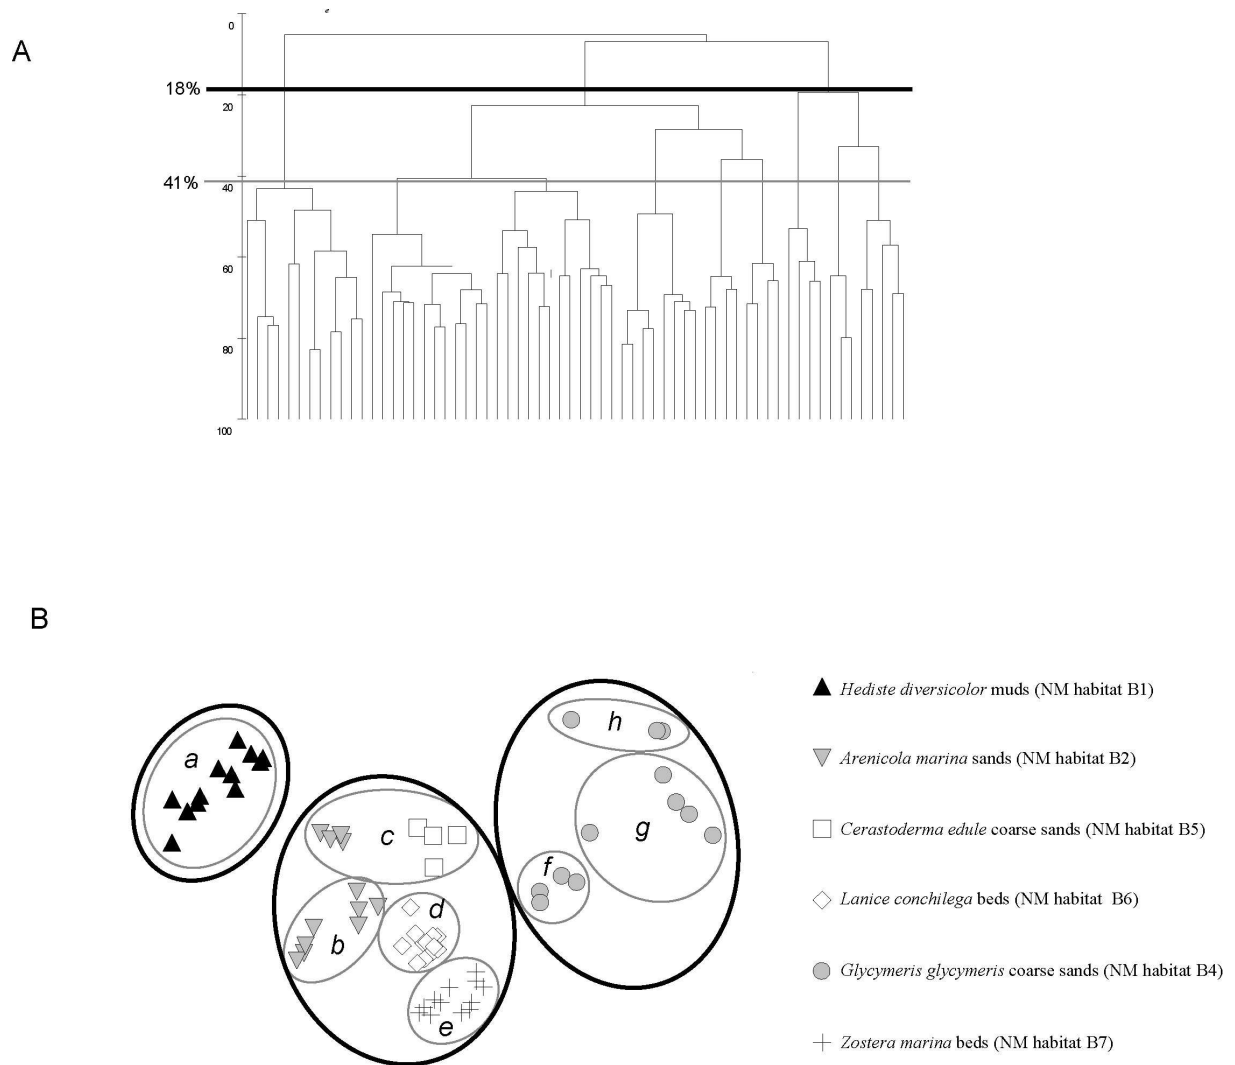 A
0
18%
20
41%
40
60
80
100
B
a
b
c
d
e
f
g
h
Hediste diversicolor muds (NM habitat B1)
Arenicola marina sands (NM habitat B2)
Cerastoderma edule coarse sands (NM habitat B5)
Lanice conchilega beds (NM habitat B6)
Glycymeris glycymeris coarse sands (NM habitat B4)
Zostera marina beds (NM habitat B7)